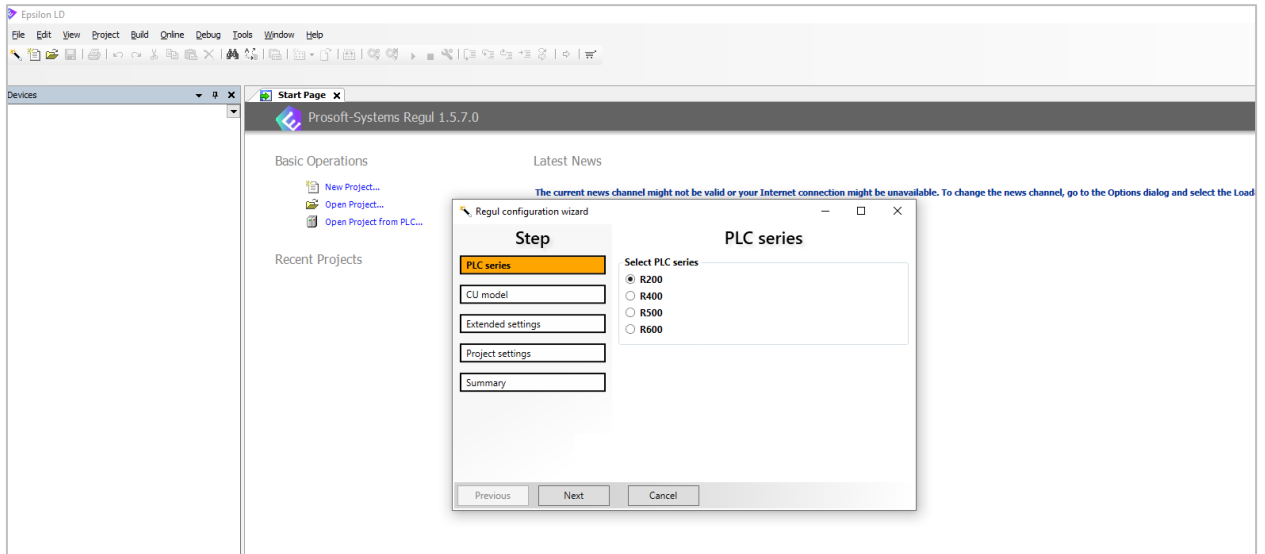 Epsilon LD
File Edit View Project Build Online Debug Tools Window Help
Devices
Start Page
Prosoft-Systems Regul 1.5.7.0
Basic Operations
New Project...
Open Project...
Open Project from PLC...
Recent Projects
Latest News
The current news channel might not be valid or your Internet connection might be unavailable. To change the news channel, go to the Options dialog and select the Load
Regul configuration wizard
Step
PLC series
CU model
Extended settings
Project settings
Summary
PLC series
Select PLC series
R200
R400
R500
R600
Previous Next Cancel